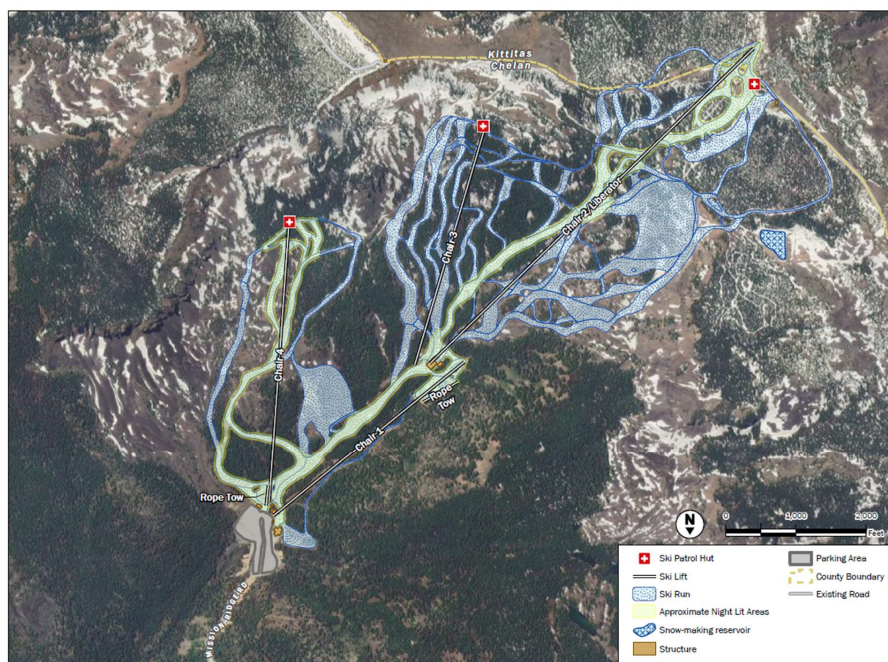 Kittitas
Chelan
Chair 2 / Liberator
Chair 3
Chair 4
Rope
Tow
Chair 1
Rope Tow
MISSION RIDGE RD
N
0 1,000 2,000
Feet
Ski Patrol Hut
Ski Lift
Ski Run
Approximate Night Lit Areas
Snow-making reservoir
Structure
Parking Area
County Boundary
Existing Road